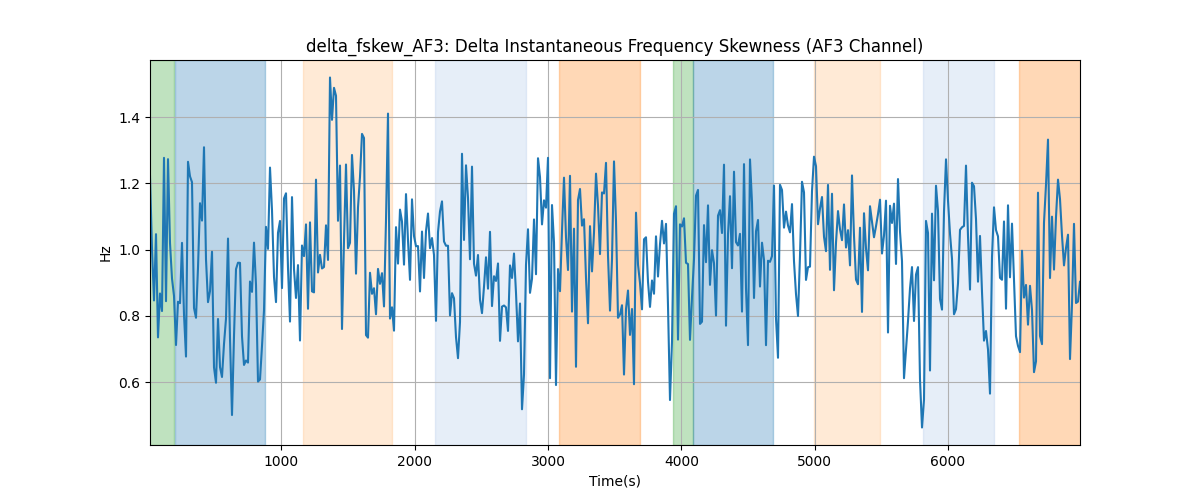 delta_fskew_AF3: Delta Instantaneous Frequency Skewness (AF3 Channel)
Hz
1.4
1.2
1.0
0.8
0.6
1000 2000 3000 4000 5000 6000
Time(s)